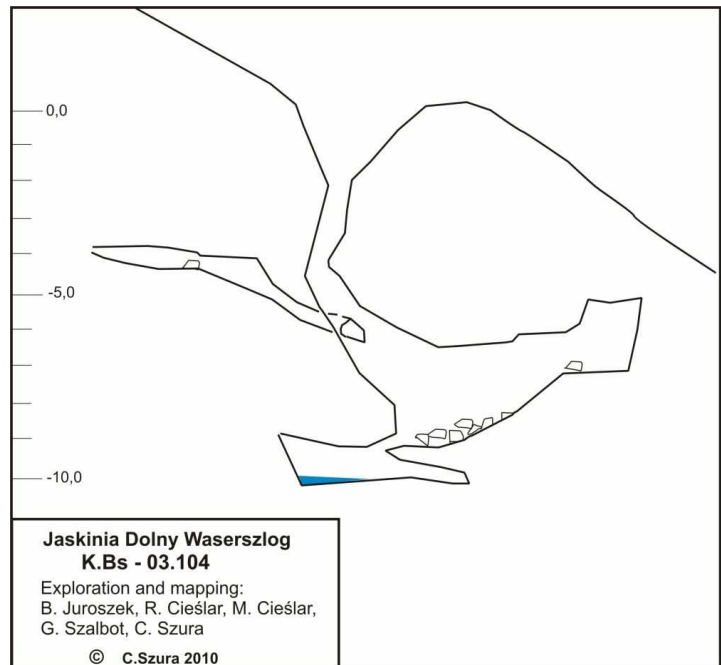 0,0
-5,0
-10,0
Jaskinia Dolny Waserszlog
K.Bs - 03.104
Exploration and mapping:
B. Juroszek, R. Cieślar, M. Cieślar,
G. Szalbot, C. Szura
© C.Szura 2010